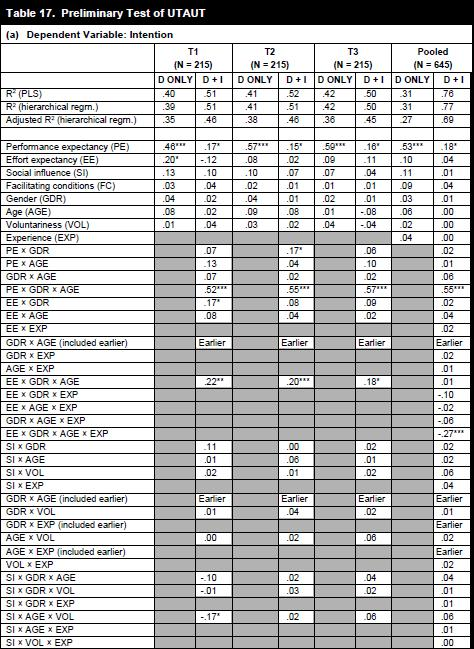 Table 17. Preliminary Test of UTAUT
(a) Dependent Variable: Intention
T1 (N = 215) T2 (N = 215) T3 (N = 215) Pooled (N = 645)
D ONLY D + I D ONLY D + I D ONLY D + I D ONLY D + I
R² (PLS) .40 .51 .41 .52 .42 .50 .31 .76
R² (hierarchical regrn.) .39 .51 .41 .51 .42 .50 .31 .77
Adjusted R² (hierarchical regrn.) .35 .46 .38 .46 .36 .45 .27 .69
Performance expectancy (PE) .46*** .17* .57*** .15* .59*** .16* .53*** .18*
Effort expectancy (EE) .20* -.12 .08 .02 .09 .11 .10 .04
Social influence (SI) .13 .10 .10 .07 .07 .04 .11 .01
Facilitating conditions (FC) .03 .04 .02 .01 .01 .01 .09 .04
Gender (GDR) .04 .02 .04 .01 .02 .01 .03 .01
Age (AGE) .08 .02 .09 .08 .01 -.08 .06 .00
Voluntariness (VOL) .01 .04 .03 .02 .04 -.04 .02 .00
Experience (EXP) .04 .00
PE × GDR .07 .17* .06 .02
PE × AGE .13 .04 .10 .01
GDR × AGE .07 .02 .02 .06
PE × GDR × AGE .52*** .55*** .57*** .55***
EE × GDR .17* .08 .09 .02
EE × AGE .08 .04 .02 .04
EE × EXP .02
GDR × AGE (included earlier) Earlier Earlier Earlier Earlier
GDR × EXP .02
AGE × EXP .01
EE × GDR × AGE .22** .20*** .18* .01
EE × GDR × EXP -.10
EE × AGE × EXP -.02
GDR × AGE × EXP -.06
EE × GDR × AGE × EXP -.27***
SI × GDR .11 .00 .02 .02
SI × AGE .01 .06 .01 .02
SI × VOL .02 .01 .02 .06
SI × EXP .04
GDR × AGE (included earlier) Earlier Earlier Earlier Earlier
GDR × VOL .01 .04 .02 .01
GDR × EXP (included earlier) Earlier
AGE × VOL .00 .02 .06 .02
AGE × EXP (included earlier) Earlier
VOL × EXP .02
SI × GDR × AGE -.10 .02 .04 .04
SI × GDR × VOL -.01 .03 .02 .01
SI × GDR × EXP .01
SI × AGE × VOL -.17* .02 .06 .06
SI × AGE × EXP .01
SI × VOL × EXP .00